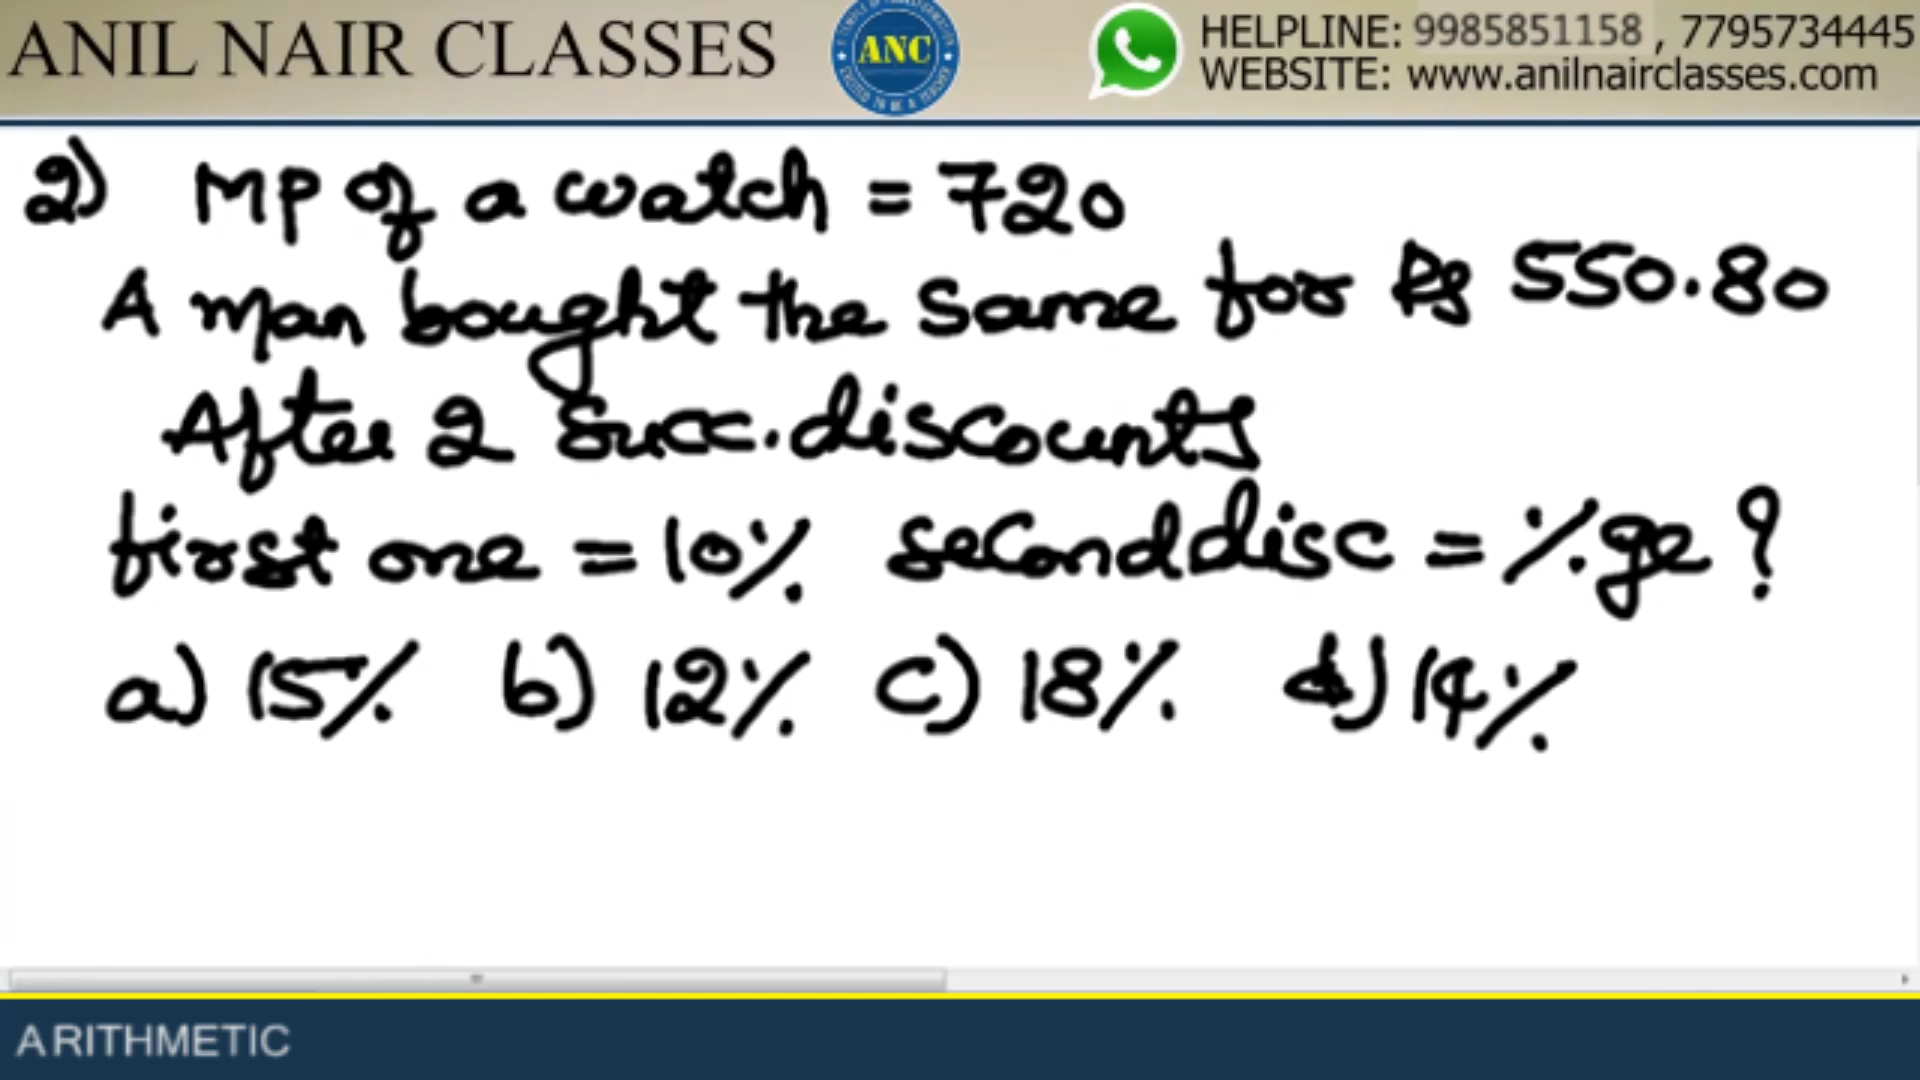 ANIL NAIR CLASSES
ANC
HELPLINE: 9985851158 , 7795734445
WEBSITE: www.anilnairclasses.com
2) MP of a watch = 720
A man bought the same for Rs 550.80
After 2 succ. discounts
first one = 10% second disc = %ge ?
a) 15% b) 12% c) 18% d) 14%
ARITHMETIC